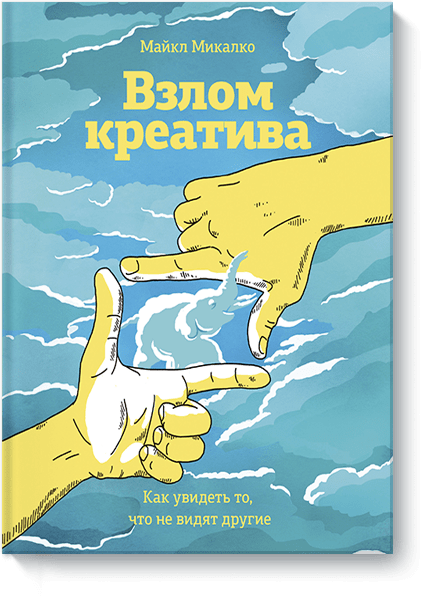 Майкл Микалко
Взлом
креатива
Как увидеть то,
что не видят другие